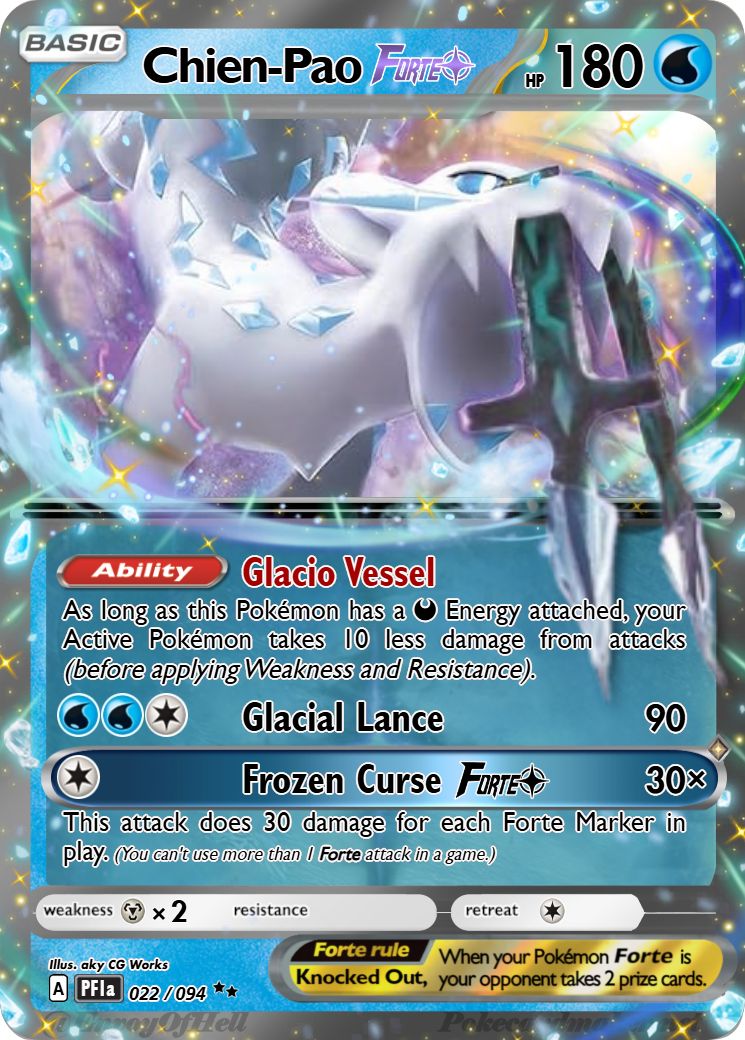 BASIC
Chien-Pao FORTE HP 180
Ability Glacio Vessel
As long as this Pokémon has a Energy attached, your
Active Pokémon takes 10 less damage from attacks
(before applying Weakness and Resistance).
Glacial Lance 90
Frozen Curse FORTE 30×
This attack does 30 damage for each Forte Marker in
play. (You can't use more than 1 Forte attack in a game.)
weakness × 2 resistance retreat
Illus. aky CG Works
A PFla 022 / 094
Forte rule When your Pokémon Forte is
Knocked Out, your opponent takes 2 prize cards.